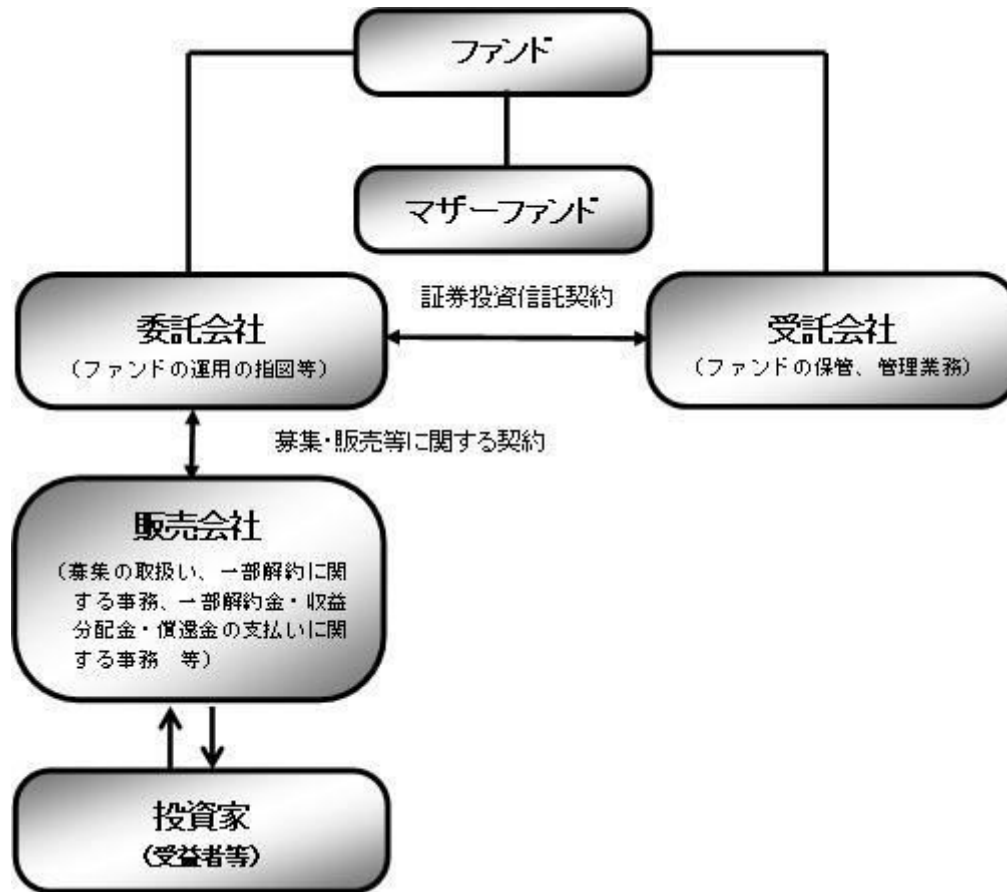 ファンド
マザーファンド
証券投資信託契約
委託会社
(ファンドの運用の指図等)
受託会社
(ファンドの保管、管理業務)
募集・販売等に関する契約
販売会社
(募集の取扱い、一部解約に関
する事務、一部解約金・収益
分配金・償還金の支払いに関
する事務 等)
投資家
(受益者等)